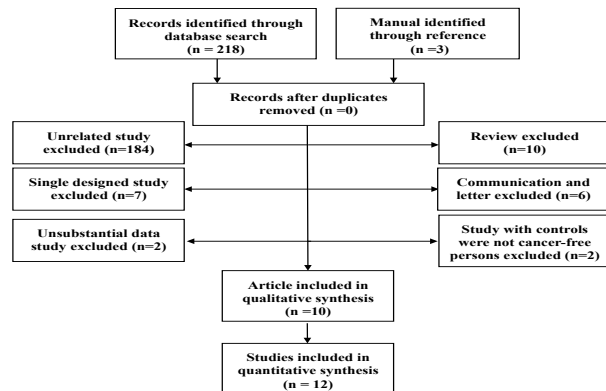 Records identified through
database search
(n = 218)
Manual identified
through reference
(n =3)
Records after duplicates
removed (n =0)
Unrelated study
excluded (n=184)
Review excluded
(n=10)
Single designed study
excluded (n=7)
Communication and
letter excluded (n=6)
Unsubstantial data
study excluded (n=2)
Study with controls
were not cancer-free
persons excluded (n=2)
Article included in
qualitative synthesis
(n =10)
Studies included in
quantitative synthesis
(n = 12)